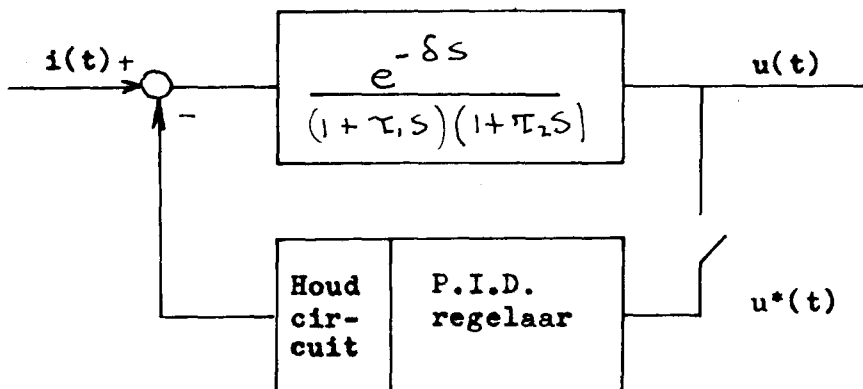 i(t) +
e^{-δs}
u(t)
(1 + τ₁s)(1 + τ₂s)
-
Houd P.I.D.
cir- regelaar
cuit
u*(t)